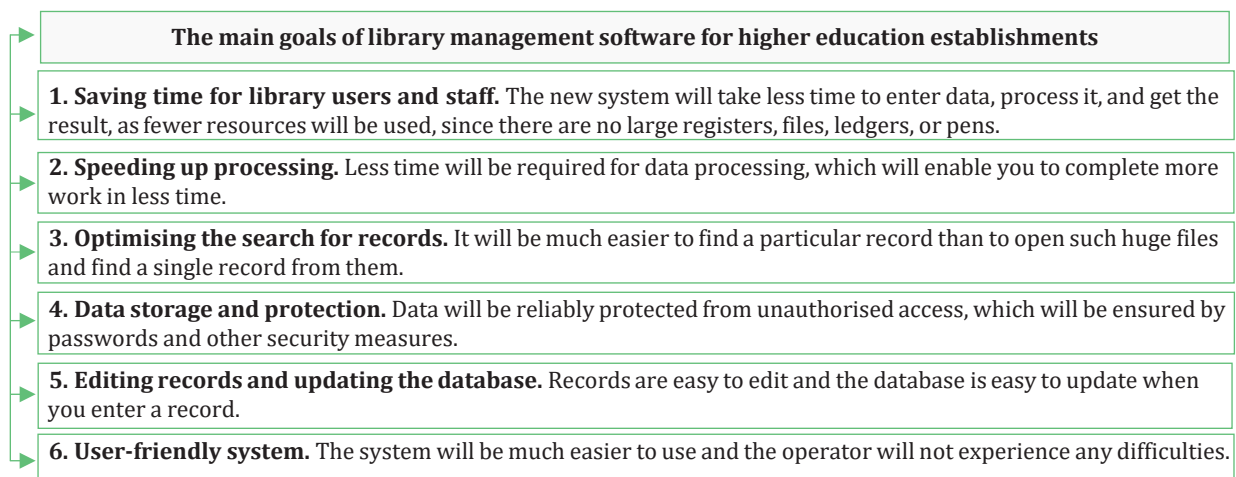 The main goals of library management software for higher education establishments
1. Saving time for library users and staff. The new system will take less time to enter data, process it, and get the
result, as fewer resources will be used, since there are no large registers, files, ledgers, or pens.
2. Speeding up processing. Less time will be required for data processing, which will enable you to complete more
work in less time.
3. Optimising the search for records. It will be much easier to find a particular record than to open such huge files
and find a single record from them.
4. Data storage and protection. Data will be reliably protected from unauthorised access, which will be ensured by
passwords and other security measures.
5. Editing records and updating the database. Records are easy to edit and the database is easy to update when
you enter a record.
6. User-friendly system. The system will be much easier to use and the operator will not experience any difficulties.